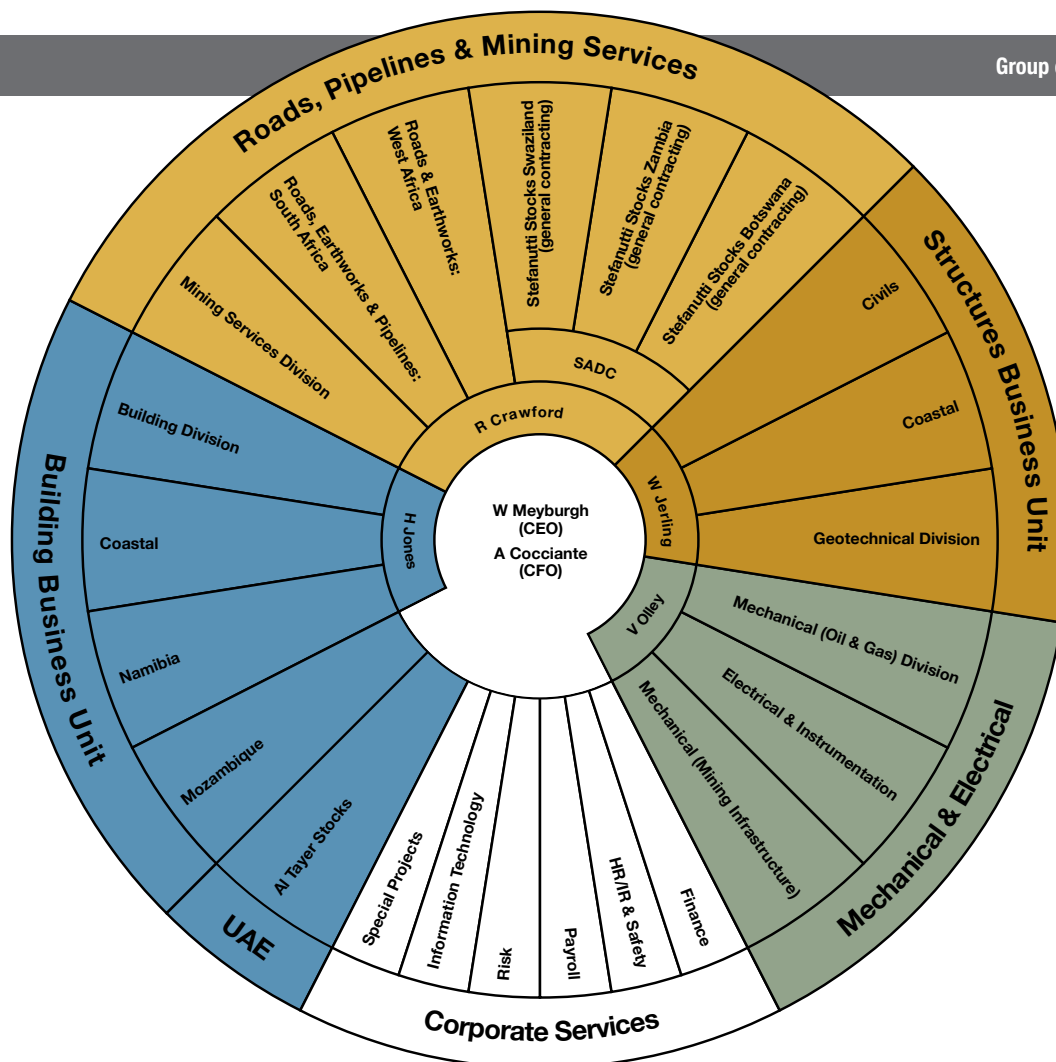 Group
Roads, Pipelines & Mining Services
Mining Services Division
Roads, Earthworks & Pipelines:
South Africa
Roads & Earthworks:
West Africa
Stefanutti Stocks Swaziland
(general contracting)
Stefanutti Stocks Zambia
(general contracting)
Stefanutti Stocks Botswana
(general contracting)
SADC
R Crawford
Structures Business Unit
Civils
Coastal
Geotechnical Division
W Jerling
Mechanical & Electrical
Mechanical (Oil & Gas) Division
Electrical & Instrumentation
Mechanical (Mining Infrastructure)
V Olley
Corporate Services
Finance
HR/IR & Safety
Payroll
Risk
Information Technology
Special Projects
UAE
Al Tayer Stocks
Building Business Unit
Mozambique
Namibia
Coastal
Building Division
H Jones
W Meyburgh
(CEO)
A Cocciante
(CFO)